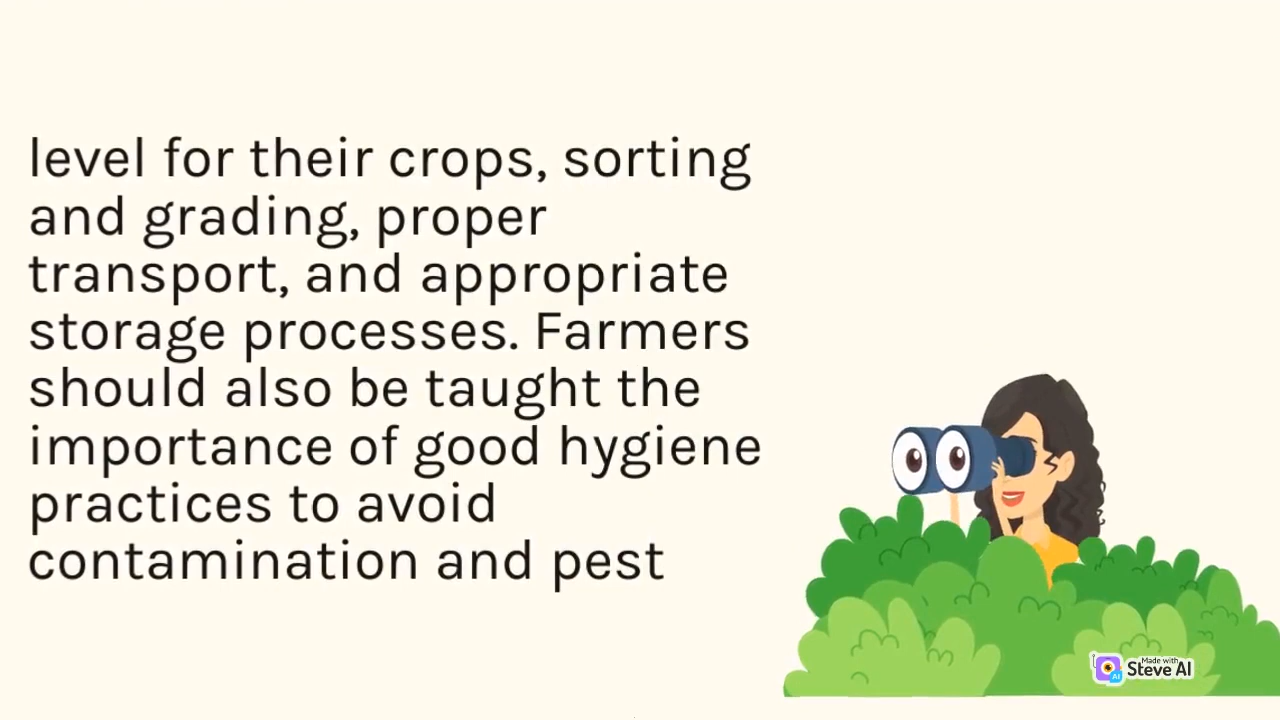 level for their crops, sorting
and grading, proper
transport, and appropriate
storage processes. Farmers
should also be taught the
importance of good hygiene
practices to avoid
contamination and pest
Made with
Steve AI
AI